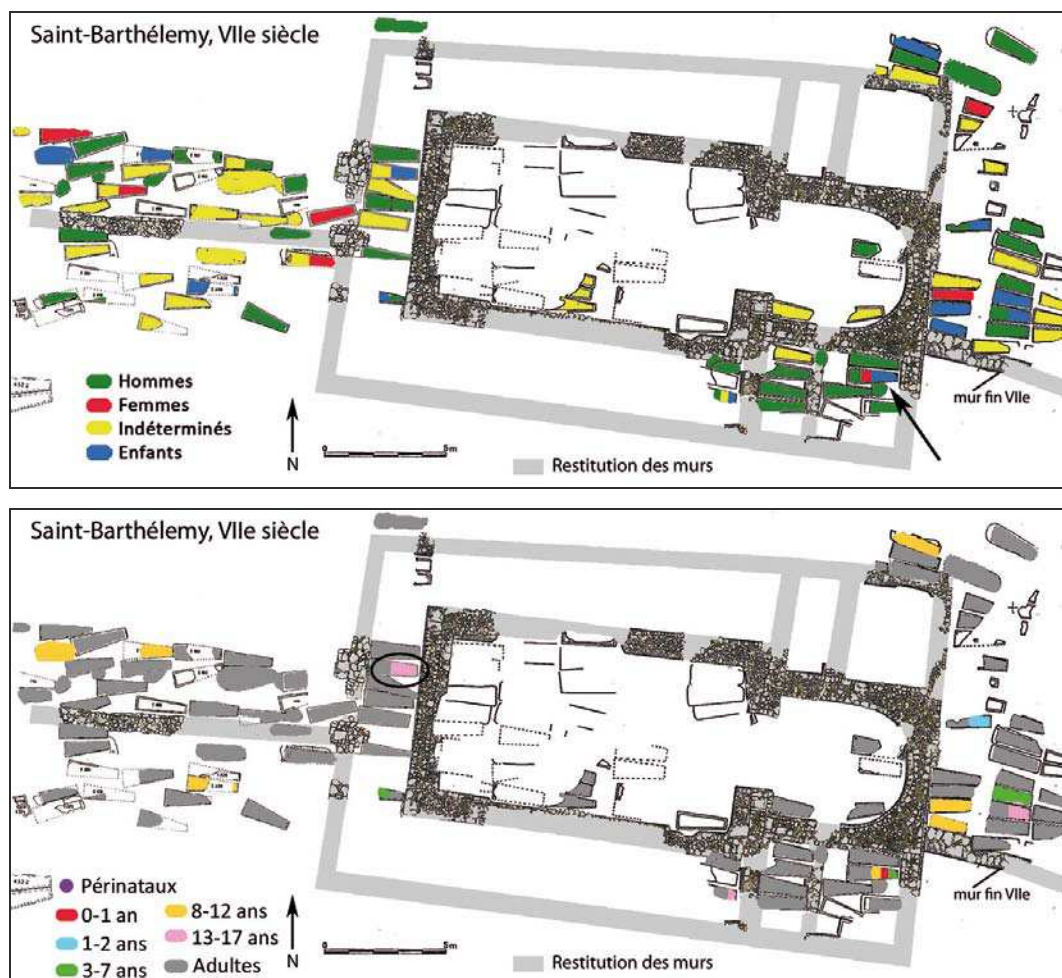 Saint-Barthélemy, VIIe siècle
Hommes
Femmes
Indéterminés
Enfants
N
0
5m
Restitution des murs
mur fin VIIe
Saint-Barthélemy, VIIe siècle
Périnataux
0-1 an
1-2 ans
3-7 ans
8-12 ans
13-17 ans
Adultes
N
0
5m
Restitution des murs
mur fin VIIe